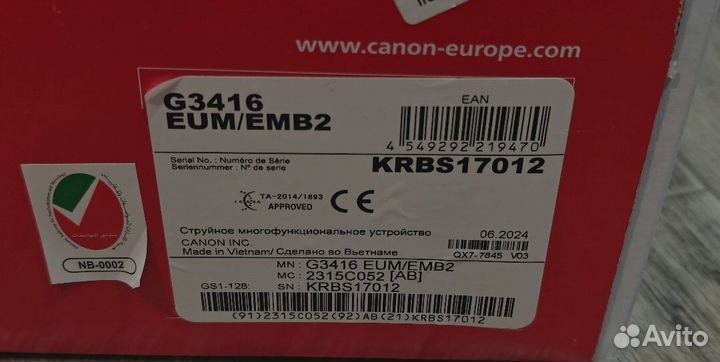 www.canon-europe.com
G3416
EUM/EMB2
EAN
4 549292 219470
Serial No. : Numéro de Série
Seriennummer : Nº de serie
KRBS17012
TA-2014/1893
APPROVED
CE
Струйное многофункциональное устройство
06.2024
CANON INC.
Made in Vietnam/Сделано во Вьетнаме
QX7-7845 V03
MN : G3416 EUM/EMB2
MC : 2315C052 [AB]
GS1-128:
SN : KRBS17012
(91)2315C052(92)AB(21)KRBS17012
NB-0002
Avito